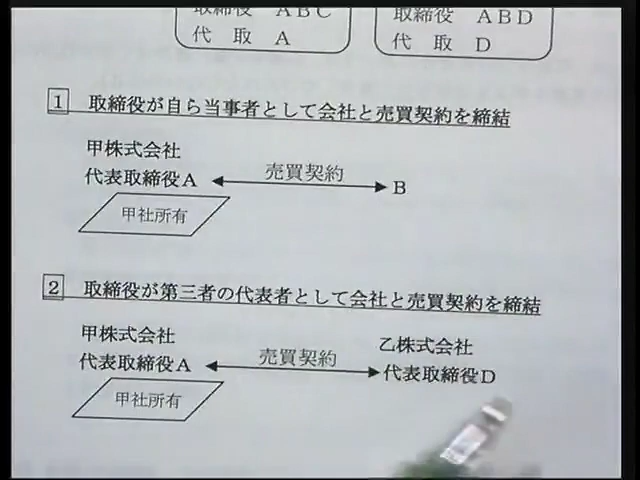 取締役 ABC
代 取 A
取締役 ABD
代 取 D
1 取締役が自ら当事者として会社と売買契約を締結
甲株式会社
代表取締役A
売買契約
B
甲社所有
2 取締役が第三者の代表者として会社と売買契約を締結
甲株式会社
代表取締役A
売買契約
乙株式会社
代表取締役D
甲社所有